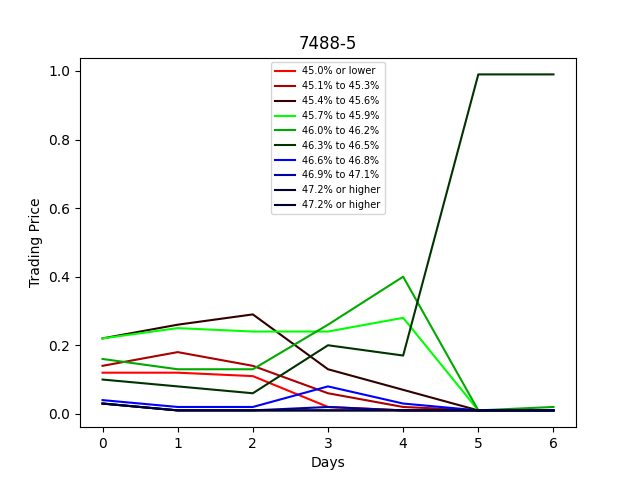 7488-5
45.0% or lower
45.1% to 45.3%
45.4% to 45.6%
45.7% to 45.9%
46.0% to 46.2%
46.3% to 46.5%
46.6% to 46.8%
46.9% to 47.1%
47.2% or higher
47.2% or higher
Trading Price
1.0
0.8
0.6
0.4
0.2
0.0
0 1 2 3 4 5 6
Days